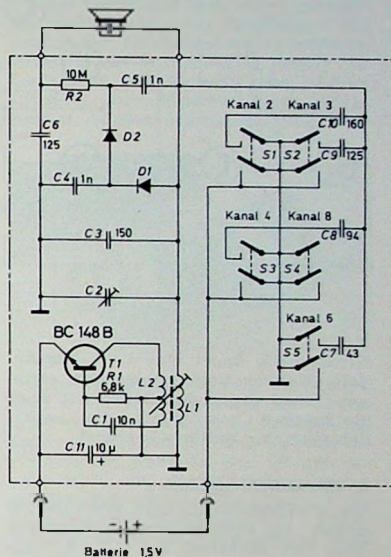 10M
R2
C5 1n
C6
125
D2
C4 1n
D1
C3 150
C2
BC 148 B
T1
R1
6,8k
L2
L1
C1 10n
C11 10µ
+
Kanal 2 Kanal 3
C10 160
S1 S2 C9 125
Kanal 4 Kanal 8
C8 94
S3 S4
Kanal 6
S5 C7 43
- +
Batterie 1,5V